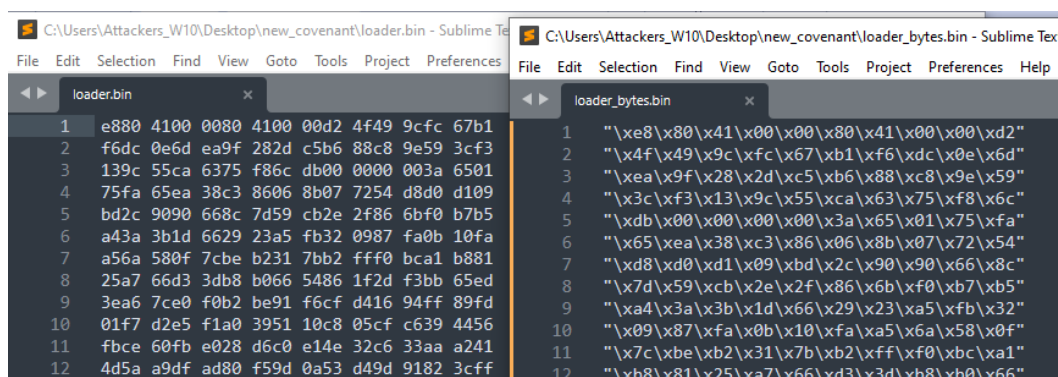 C:\Users\Attackers_W10\Desktop\new_covenant\loader.bin - Sublime Te
File Edit Selection Find View Goto Tools Project Preferences
loader.bin
1 e880 4100 0080 4100 00d2 4f49 9cfc 67b1
2 f6dc 0e6d ea9f 282d c5b6 88c8 9e59 3cf3
3 139c 55ca 6375 f86c db00 0000 003a 6501
4 75fa 65ea 38c3 8606 8b07 7254 d8d0 d109
5 bd2c 9090 668c 7d59 cb2e 2f86 6bf0 b7b5
6 a43a 3b1d 6629 23a5 fb32 0987 fa0b 10fa
7 a56a 580f 7cbe b231 7bb2 fff0 bca1 b881
8 25a7 66d3 3db8 b066 5486 1f2d f3bb 65ed
9 3ea6 7ce0 f0b2 be91 f6cf d416 94ff 89fd
10 01f7 d2e5 f1a0 3951 10c8 05cf c639 4456
11 fbce 60fb e028 d6c0 e14e 32c6 33aa a241
12 4d5a a9df ad80 f59d 0a53 d49d 9182 3cff
C:\Users\Attackers_W10\Desktop\new_covenant\loader_bytes.bin - Sublime Tex
File Edit Selection Find View Goto Tools Project Preferences Help
loader_bytes.bin
1 "\xe8\x80\x41\x00\x00\x80\x41\x00\x00\xd2"
2 "\x4f\x49\x9c\xfc\x67\xb1\xf6\xdc\x0e\x6d"
3 "\xea\x9f\x28\x2d\xc5\xb6\x88\xc8\x9e\x59"
4 "\x3c\xf3\x13\x9c\x55\xca\x63\x75\xf8\x6c"
5 "\xdb\x00\x00\x00\x00\x3a\x65\x01\x75\xfa"
6 "\x65\xea\x38\xc3\x86\x06\x8b\x07\x72\x54"
7 "\xd8\xd0\xd1\x09\xbd\x2c\x90\x90\x66\x8c"
8 "\x7d\x59\xcb\x2e\x2f\x86\x6b\xf0\xb7\xb5"
9 "\xa4\x3a\x3b\x1d\x66\x29\x23\xa5\xfb\x32"
10 "\x09\x87\xfa\x0b\x10\xfa\xa5\x6a\x58\x0f"
11 "\x7c\xbe\xb2\x31\x7b\xb2\xff\xf0\xbc\xa1"
12 "\xb8\x81\x25\xa7\x66\xd3\x3d\xb8\xb0\x66"